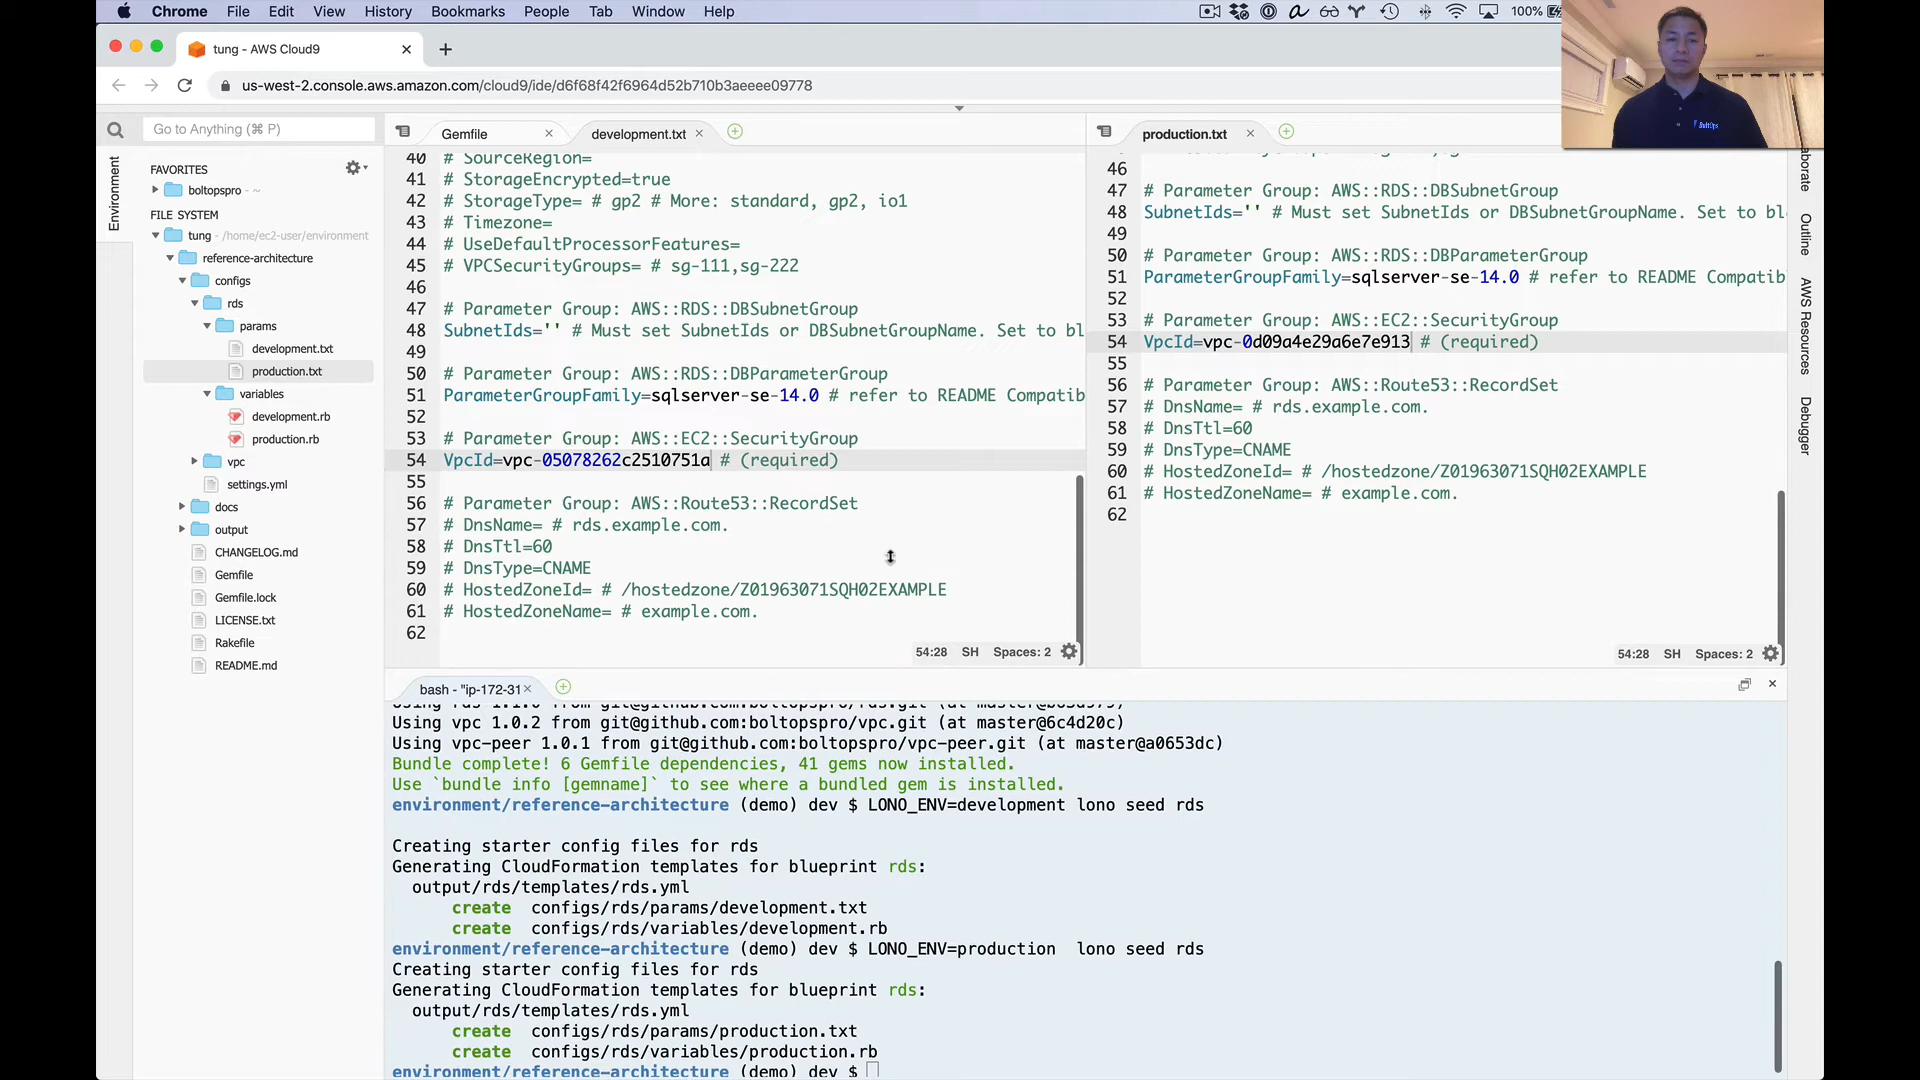 Chrome File Edit View History Bookmarks People Tab Window Help
100%
tung - AWS Cloud9
us-west-2.console.aws.amazon.com/cloud9/ide/d6f68f42f6964d52b710b3aeeee09778
Go to Anything (⌘ P)
Environment
FAVORITES
boltopspro - ~
FILE SYSTEM
tung - /home/ec2-user/environment
reference-architecture
configs
rds
params
development.txt
production.txt
variables
development.rb
production.rb
vpc
settings.yml
docs
output
CHANGELOG.md
Gemfile
Gemfile.lock
LICENSE.txt
Rakefile
README.md
Gemfile
development.txt
40 # SourceRegion=
41 # StorageEncrypted=true
42 # StorageType= # gp2 # More: standard, gp2, io1
43 # Timezone=
44 # UseDefaultProcessorFeatures=
45 # VPCSecurityGroups= # sg-111,sg-222
46
47 # Parameter Group: AWS::RDS::DBSubnetGroup
48 SubnetIds='' # Must set SubnetIds or DBSubnetGroupName. Set to bl
49
50 # Parameter Group: AWS::RDS::DBParameterGroup
51 ParameterGroupFamily=sqlserver-se-14.0 # refer to README Compatib
52
53 # Parameter Group: AWS::EC2::SecurityGroup
54 VpcId=vpc-05078262c2510751a # (required)
55
56 # Parameter Group: AWS::Route53::RecordSet
57 # DnsName= # rds.example.com.
58 # DnsTtl=60
59 # DnsType=CNAME
60 # HostedZoneId= # /hostedzone/Z01963071SQH02EXAMPLE
61 # HostedZoneName= # example.com.
62
54:28 SH Spaces: 2
production.txt
46
47 # Parameter Group: AWS::RDS::DBSubnetGroup
48 SubnetIds='' # Must set SubnetIds or DBSubnetGroupName. Set to bl
49
50 # Parameter Group: AWS::RDS::DBParameterGroup
51 ParameterGroupFamily=sqlserver-se-14.0 # refer to README Compatib
52
53 # Parameter Group: AWS::EC2::SecurityGroup
54 VpcId=vpc-0d09a4e29a6e7e913 # (required)
55
56 # Parameter Group: AWS::Route53::RecordSet
57 # DnsName= # rds.example.com.
58 # DnsTtl=60
59 # DnsType=CNAME
60 # HostedZoneId= # /hostedzone/Z01963071SQH02EXAMPLE
61 # HostedZoneName= # example.com.
62
54:28 SH Spaces: 2
Outline
AWS Resources
Debugger
bash - "ip-172-31
Using vpc 1.0.2 from git@github.com:boltopspro/vpc.git (at master@6c4d20c)
Using vpc-peer 1.0.1 from git@github.com:boltopspro/vpc-peer.git (at master@a0653dc)
Bundle complete! 6 Gemfile dependencies, 41 gems now installed.
Use `bundle info [gemname]` to see where a bundled gem is installed.
environment/reference-architecture (demo) dev $ LONO_ENV=development lono seed rds
Creating starter config files for rds
Generating CloudFormation templates for blueprint rds:
output/rds/templates/rds.yml
create configs/rds/params/development.txt
create configs/rds/variables/development.rb
environment/reference-architecture (demo) dev $ LONO_ENV=production lono seed rds
Creating starter config files for rds
Generating CloudFormation templates for blueprint rds:
output/rds/templates/rds.yml
create configs/rds/params/production.txt
create configs/rds/variables/production.rb
environment/reference-architecture (demo) dev $